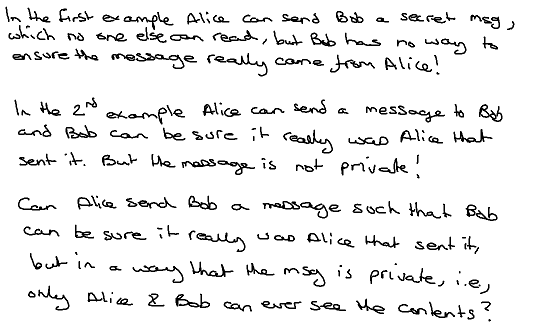 In the first example Alice can send Bob a secret msg,
which no one else can read, but Bob has no way to
ensure the message really came from Alice!
In the 2nd example Alice can send a message to Bob
and Bob can be sure it really was Alice that
sent it. But the message is not private!
Can Alice send Bob a message such that Bob
can be sure it really was Alice that sent it,
but in a way that the msg is private, i.e.,
only Alice & Bob can ever see the contents?